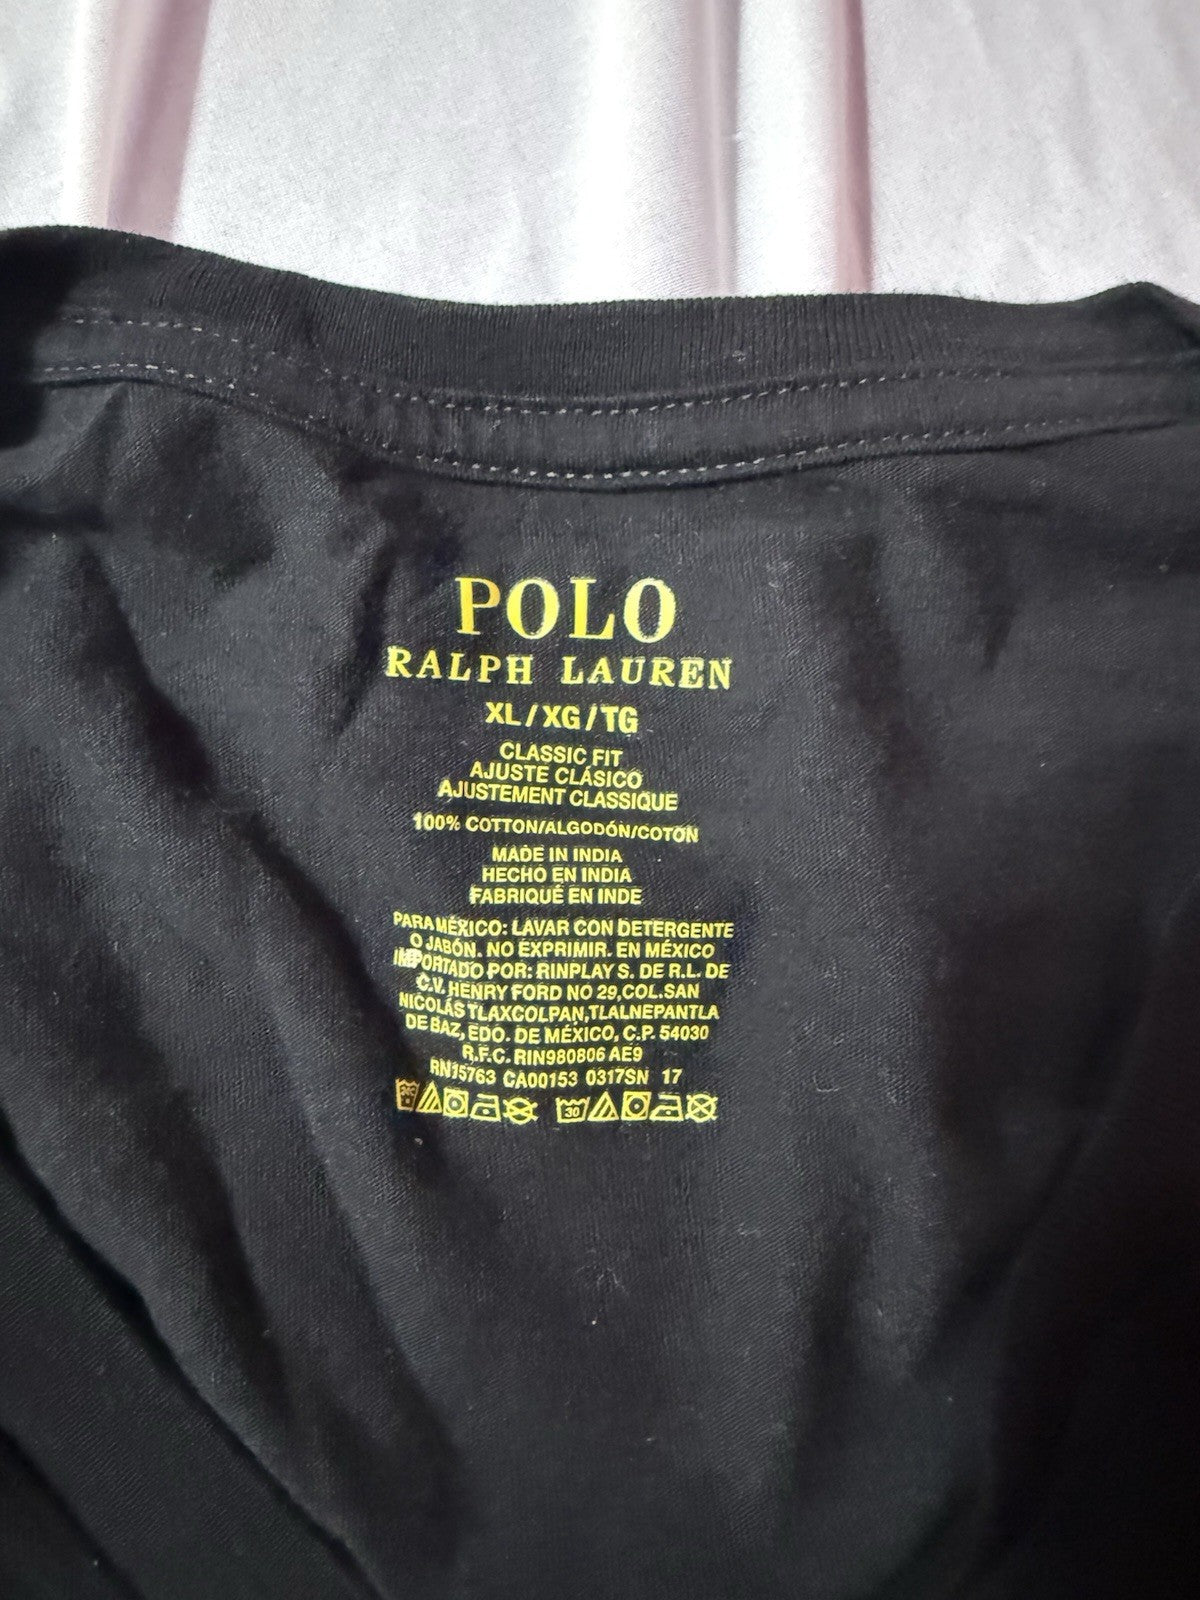 POLO
RALPH LAUREN
XL/XG/TG
CLASSIC FIT
AJUSTE CLÁSICO
AJUSTEMENT CLASSIQUE
100% COTTON/ALGODÓN/COTON
MADE IN INDIA
HECHO EN INDIA
FABRIQUÉ EN INDE
PARA MÉXICO: LAVAR CON DETERGENTE
O JABÓN. NO EXPRIMIR. EN MÉXICO
IMPORTADO POR: RINPLAY S. DE R.L. DE
C.V. HENRY FORD NO 29,COL.SAN
NICOLÁS TLAXCOLPAN,TLALNEPANTLA
DE BAZ, EDO. DE MÉXICO, C.P. 54030
R.F.C. RIN980806 AE9
RN15763 CA00153 0317SN 17
30